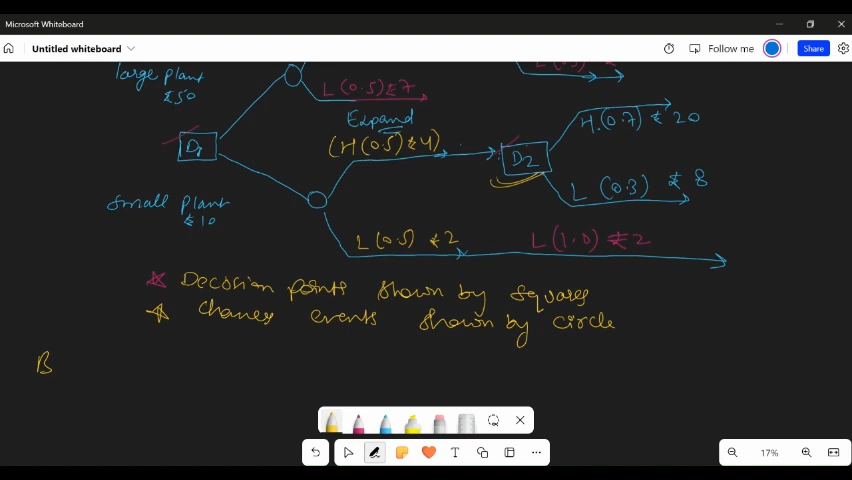 Microsoft Whiteboard
Untitled whiteboard
Follow me
Share
large plant
₹50
L (0.5) ₹7
Expand
(H (0.5) ₹4)
D1
D2
H. (0.7) ₹ 20
L (0.3) ₹ 8
small plant
₹10
L (0.5) ₹2
L (1.0) ₹2
Decision points shown by squares
Chances events shown by circle
B
17%